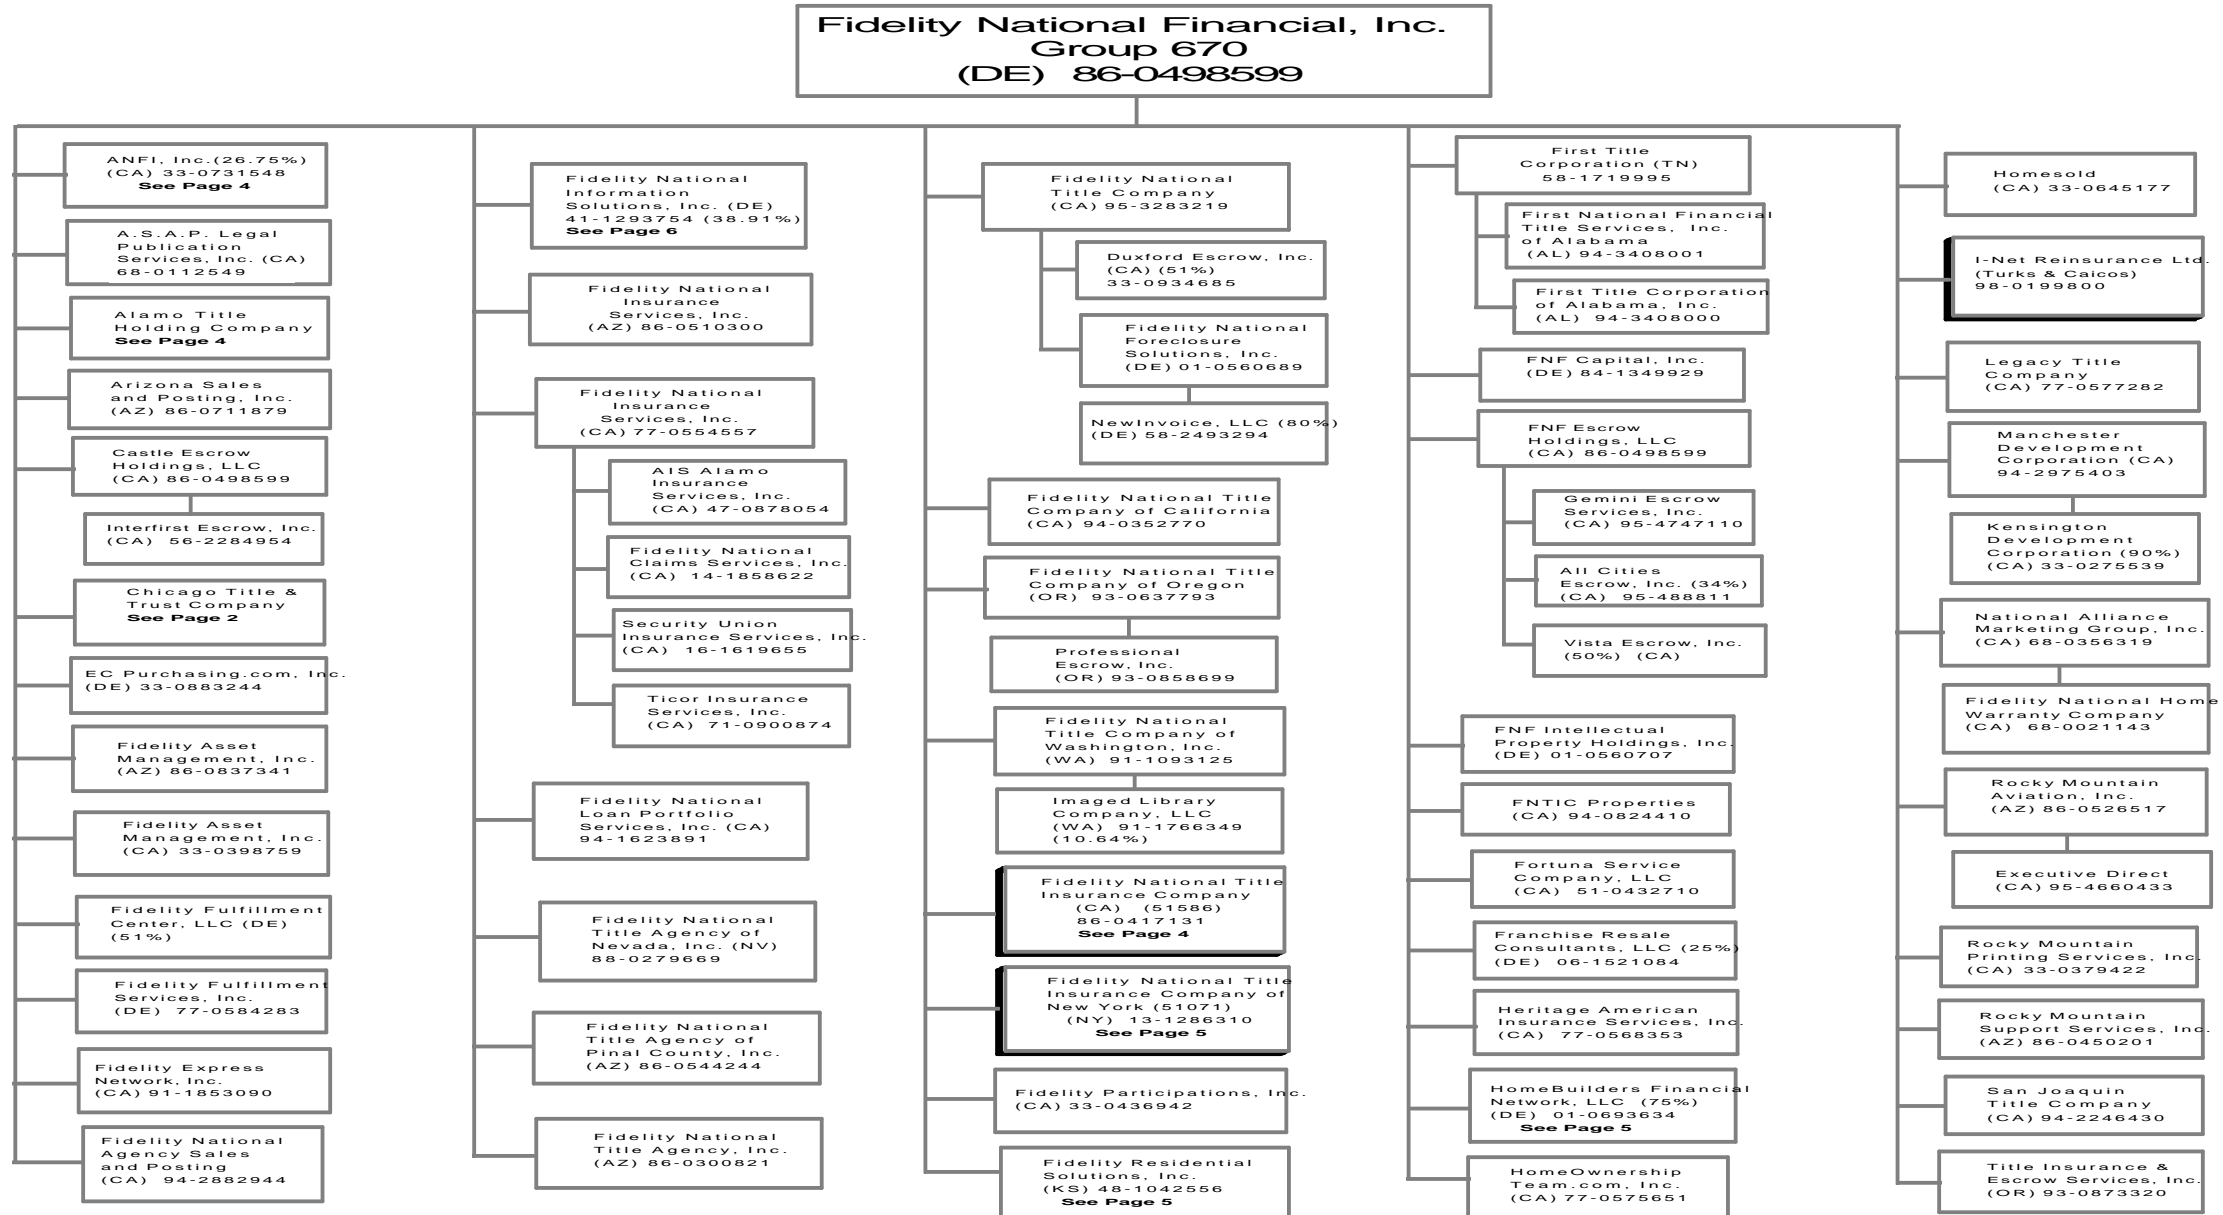 Fidelity National Financial, Inc.
Group 670
(DE) 86-0498599
ANFI, Inc.(26.75%)
(CA) 33-0731548
See Page 4
A.S.A.P. Legal
Publication
Services, Inc. (CA)
68-0112549
Alamo Title
Holding Company
See Page 4
Arizona Sales
and Posting, Inc.
(AZ) 86-0711879
Castle Escrow
Holdings, LLC
(CA) 86-0498599
Interfirst Escrow, Inc.
(CA) 56-2284954
Chicago Title &
Trust Company
See Page 2
EC Purchasing.com, Inc.
(DE) 33-0883244
Fidelity Asset
Management, Inc.
(AZ) 86-0837341
Fidelity Asset
Management, Inc.
(CA) 33-0398759
Fidelity Fulfillment
Center, LLC (DE)
(51%)
Fidelity Fulfillment
Services, Inc.
(DE) 77-0584283
Fidelity Express
Network, Inc.
(CA) 91-1853090
Fidelity National
Agency Sales
and Posting
(CA) 94-2882944
Fidelity National
Information
Solutions, Inc. (DE)
41-1293754 (38.91%)
See Page 6
Fidelity National
Insurance
Services, Inc.
(AZ) 86-0510300
Fidelity National
Insurance
Services, Inc.
(CA) 77-0554557
AIS Alamo
Insurance
Services, Inc.
(CA) 47-0878054
Fidelity National
Claims Services, Inc.
(CA) 14-1858622
Security Union
Insurance Services, Inc.
(CA) 16-1619655
Ticor Insurance
Services, Inc.
(CA) 71-0900874
Fidelity National
Loan Portfolio
Services, Inc. (CA)
94-1623891
Fidelity National
Title Agency of
Nevada, Inc. (NV)
88-0279669
Fidelity National
Title Agency of
Pinal County, Inc.
(AZ) 86-0544244
Fidelity National
Title Agency, Inc.
(AZ) 86-0300821
Fidelity National
Title Company
(CA) 95-3283219
Duxford Escrow, Inc.
(CA) (51%)
33-0934685
Fidelity National
Foreclosure
Solutions, Inc.
(DE) 01-0560689
NewInvoice, LLC (80%)
(DE) 58-2493294
Fidelity National Title
Company of California
(CA) 94-0352770
Fidelity National Title
Company of Oregon
(OR) 93-0637793
Professional
Escrow, Inc.
(OR) 93-0858699
Fidelity National
Title Company of
Washington, Inc.
(WA) 91-1093125
Imaged Library
Company, LLC
(WA) 91-1766349
(10.64%)
Fidelity National Title
Insurance Company
(CA) (51586)
86-0417131
See Page 4
Fidelity National Title
Insurance Company of
New York (51071)
(NY) 13-1286310
See Page 5
Fidelity Participations, Inc.
(CA) 33-0436942
Fidelity Residential
Solutions, Inc.
(KS) 48-1042556
See Page 5
First Title
Corporation (TN)
58-1719995
First National Financial
Title Services, Inc.
of Alabama
(AL) 94-3408001
First Title Corporation
of Alabama, Inc.
(AL) 94-3408000
FNF Capital, Inc.
(DE) 84-1349929
FNF Escrow
Holdings, LLC
(CA) 86-0498599
Gemini Escrow
Services, Inc.
(CA) 95-4747110
All Cities
Escrow, Inc. (34%)
(CA) 95-488811
Vista Escrow, Inc.
(50%) (CA)
FNF Intellectual
Property Holdings, Inc.
(DE) 01-0560707
FNTIC Properties
(CA) 94-0824410
Fortuna Service
Company, LLC
(CA) 51-0432710
Franchise Resale
Consultants, LLC (25%)
(DE) 06-1521084
Heritage American
Insurance Services, Inc.
(CA) 77-0568353
HomeBuilders Financial
Network, LLC (75%)
(DE) 01-0693634
See Page 5
HomeOwnership
Team.com, Inc.
(CA) 77-0575651
Homesold
(CA) 33-0645177
I-Net Reinsurance Ltd.
(Turks & Caicos)
98-0199800
Legacy Title
Company
(CA) 77-0577282
Manchester
Development
Corporation (CA)
94-2975403
Kensington
Development
Corporation (90%)
(CA) 33-0275539
National Alliance
Marketing Group, Inc.
(CA) 68-0356319
Fidelity National Home
Warranty Company
(CA) 68-0021143
Rocky Mountain
Aviation, Inc.
(AZ) 86-0526517
Executive Direct
(CA) 95-4660433
Rocky Mountain
Printing Services, Inc.
(CA) 33-0379422
Rocky Mountain
Support Services, Inc.
(AZ) 86-0450201
San Joaquin
Title Company
(CA) 94-2246430
Title Insurance &
Escrow Services, Inc.
(OR) 93-0873320